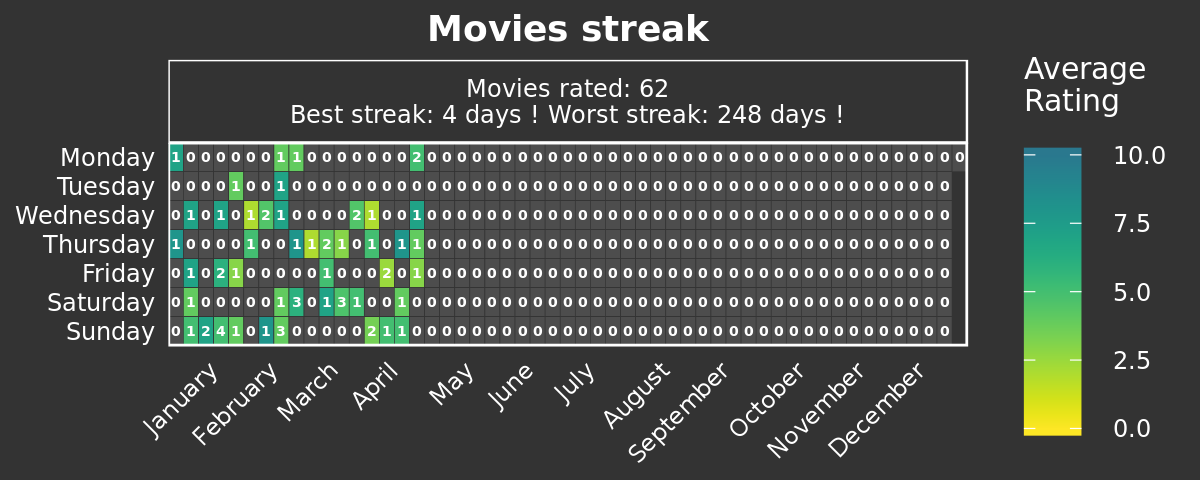 Movies streak
Movies rated: 62
Best streak: 4 days ! Worst streak: 248 days !
Monday 1 0 0 0 0 0 0 1 1 0 0 0 0 0 0 0 2 0 0 0 0 0 0 0 0 0 0 0 0 0 0 0 0 0 0 0 0 0 0 0 0 0 0 0 0 0 0 0 0 0 0 0 0
Tuesday 0 0 0 0 1 0 0 1 0 0 0 0 0 0 0 0 0 0 0 0 0 0 0 0 0 0 0 0 0 0 0 0 0 0 0 0 0 0 0 0 0 0 0 0 0 0 0 0 0 0 0 0
Wednesday 0 1 0 1 0 1 2 1 0 0 0 0 2 1 0 0 1 0 0 0 0 0 0 0 0 0 0 0 0 0 0 0 0 0 0 0 0 0 0 0 0 0 0 0 0 0 0 0 0 0 0 0
Thursday 1 0 0 0 0 1 0 0 1 1 2 1 0 1 0 1 1 0 0 0 0 0 0 0 0 0 0 0 0 0 0 0 0 0 0 0 0 0 0 0 0 0 0 0 0 0 0 0 0 0 0 0
Friday 0 1 0 2 1 0 0 0 0 0 1 0 0 0 2 0 1 0 0 0 0 0 0 0 0 0 0 0 0 0 0 0 0 0 0 0 0 0 0 0 0 0 0 0 0 0 0 0 0 0 0 0
Saturday 0 1 0 0 0 0 0 1 3 0 1 3 1 0 0 1 0 0 0 0 0 0 0 0 0 0 0 0 0 0 0 0 0 0 0 0 0 0 0 0 0 0 0 0 0 0 0 0 0 0 0 0
Sunday 0 1 2 4 1 0 1 3 0 0 0 0 0 2 1 1 0 0 0 0 0 0 0 0 0 0 0 0 0 0 0 0 0 0 0 0 0 0 0 0 0 0 0 0 0 0 0 0 0 0 0 0
January
February
March
April
May
June
July
August
September
October
November
December
Average
Rating
10.0
7.5
5.0
2.5
0.0